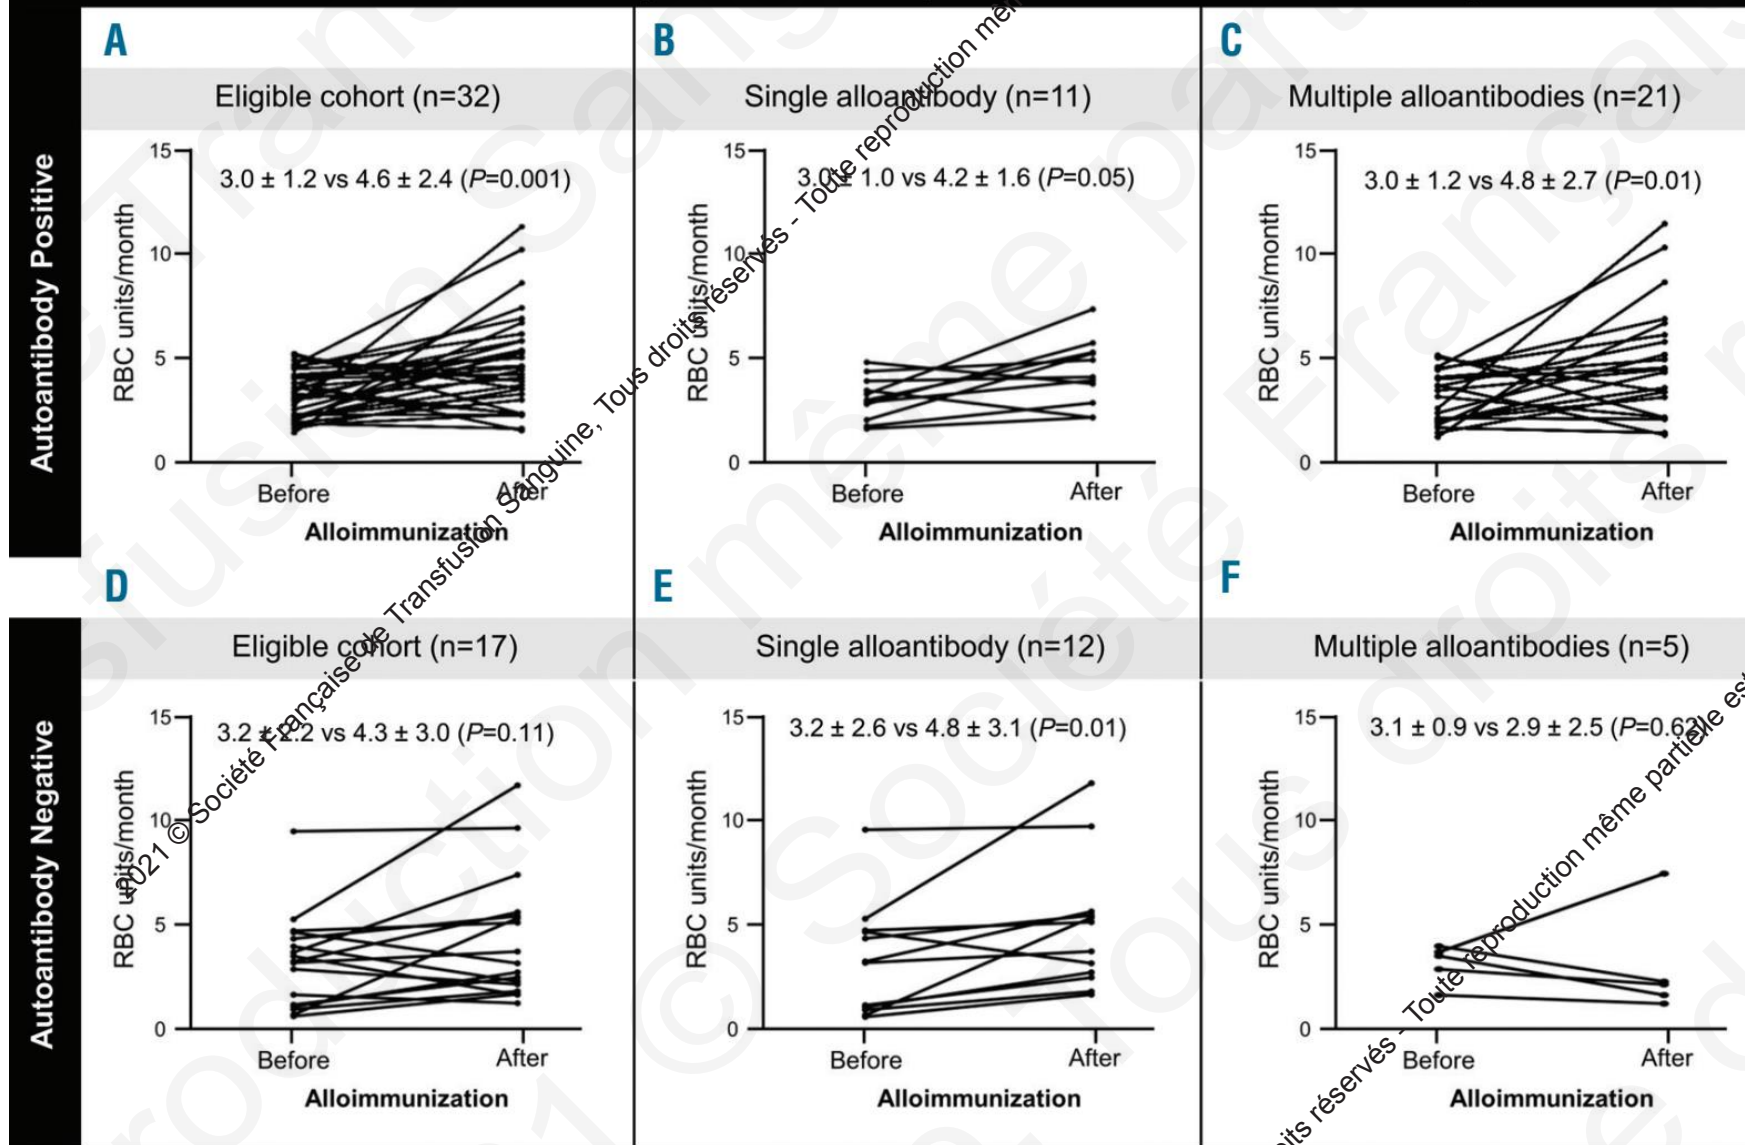 A
B
C
Eligible cohort (n=32)
Single alloantibody (n=11)
Multiple alloantibodies (n=21)
Autoantibody Positive
RBC units/month
15
10
5
0
3.0 ± 1.2 vs 4.6 ± 2.4 (P=0.001)
Before
After
Alloimmunization
RBC units/month
15
10
5
0
3.0 ± 1.0 vs 4.2 ± 1.6 (P=0.05)
Before
After
Alloimmunization
RBC units/month
15
10
5
0
3.0 ± 1.2 vs 4.8 ± 2.7 (P=0.01)
Before
After
Alloimmunization
D
E
F
Eligible cohort (n=17)
Single alloantibody (n=12)
Multiple alloantibodies (n=5)
Autoantibody Negative
RBC units/month
15
10
5
0
3.2 ± 2.2 vs 4.3 ± 3.0 (P=0.11)
Before
After
Alloimmunization
RBC units/month
15
10
5
0
3.2 ± 2.6 vs 4.8 ± 3.1 (P=0.01)
Before
After
Alloimmunization
RBC units/month
15
10
5
0
3.1 ± 0.9 vs 2.9 ± 2.5 (P=0.62)
Before
After
Alloimmunization
2021 © Société Française de Transfusion Sanguine, Tous droits réservés - Toute reproduction même
droits réservés - Toute reproduction même partielle est